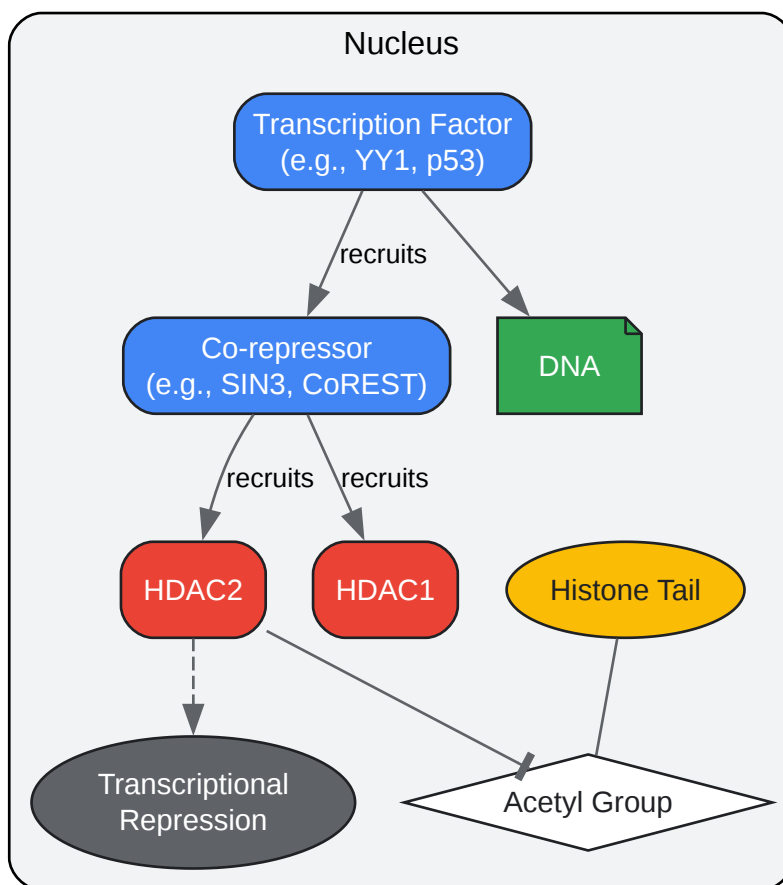 Nucleus
Transcription Factor
(e.g., YY1, p53)
recruits
Co-repressor
(e.g., SIN3, CoREST)
DNA
recruits
recruits
HDAC2
HDAC1
Histone Tail
Transcriptional
Repression
Acetyl Group